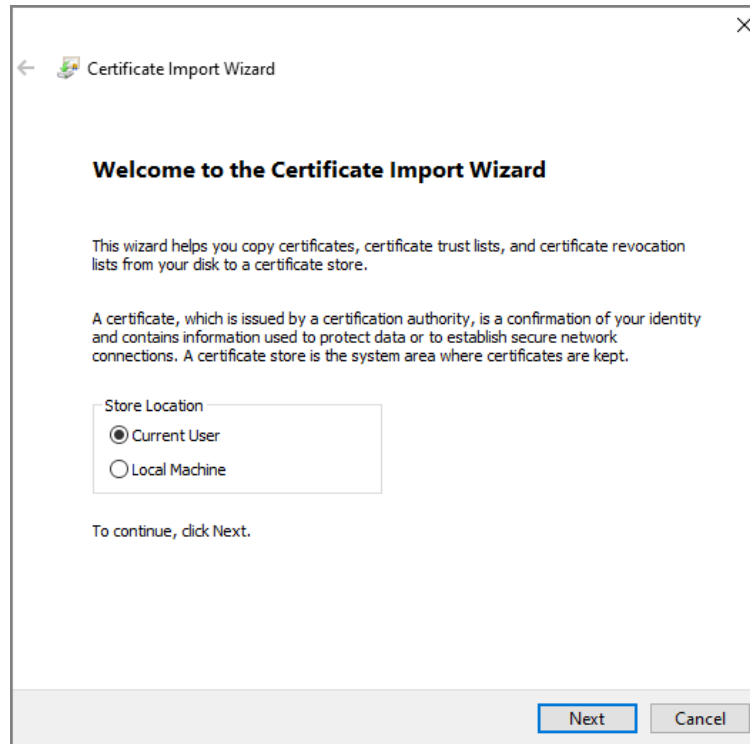 Certificate Import Wizard
Welcome to the Certificate Import Wizard
This wizard helps you copy certificates, certificate trust lists, and certificate revocation
lists from your disk to a certificate store.
A certificate, which is issued by a certification authority, is a confirmation of your identity
and contains information used to protect data or to establish secure network
connections. A certificate store is the system area where certificates are kept.
Store Location
Current User
Local Machine
To continue, click Next.
Next
Cancel